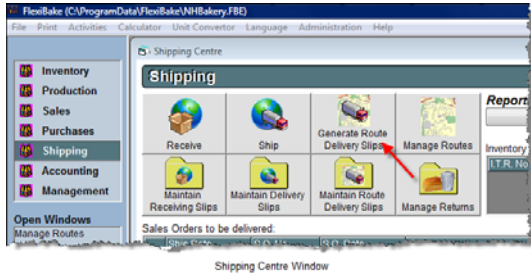 FlexiBake (C:\ProgramData\FlexiBake\NHBakery.FBE)
File Print Activities Calculator Unit Convertor Language Administration Help
Shipping Centre
Inventory
Production
Sales
Purchases
Shipping
Accounting
Management
Open Windows
Manage Routes
Shipping
Receive
Ship
Generate Route
Delivery Slips
Manage Routes
Maintain
Receiving Slips
Maintain Delivery
Slips
Maintain Route
Delivery Slips
Manage Returns
Sales Orders to be delivered:
Ship Date S.O. No S.O. Date
Report
Inventory
I.T.R. No
Shipping Centre Window